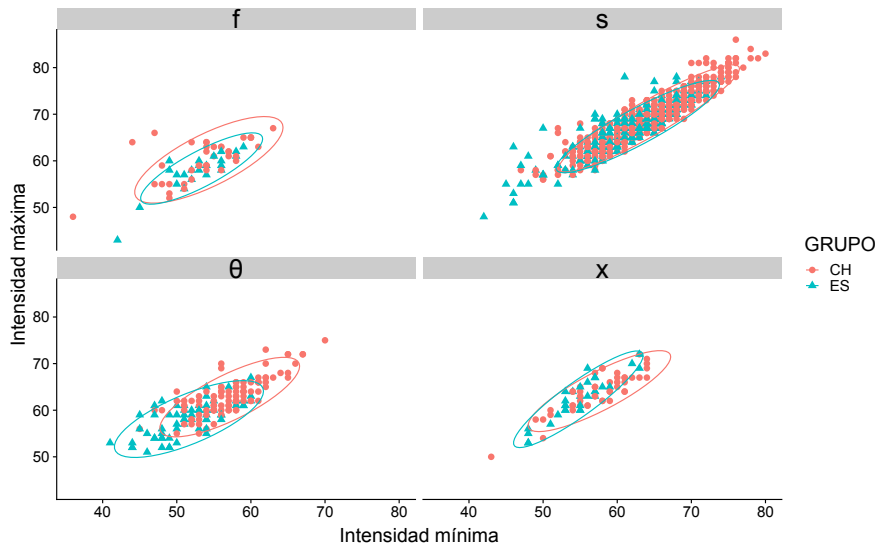 f s
Intensidad máxima
80
70
60
50
θ x
80
70
60
50
40 50 60 70 80 40 50 60 70 80
Intensidad mínima
GRUPO
CH
ES